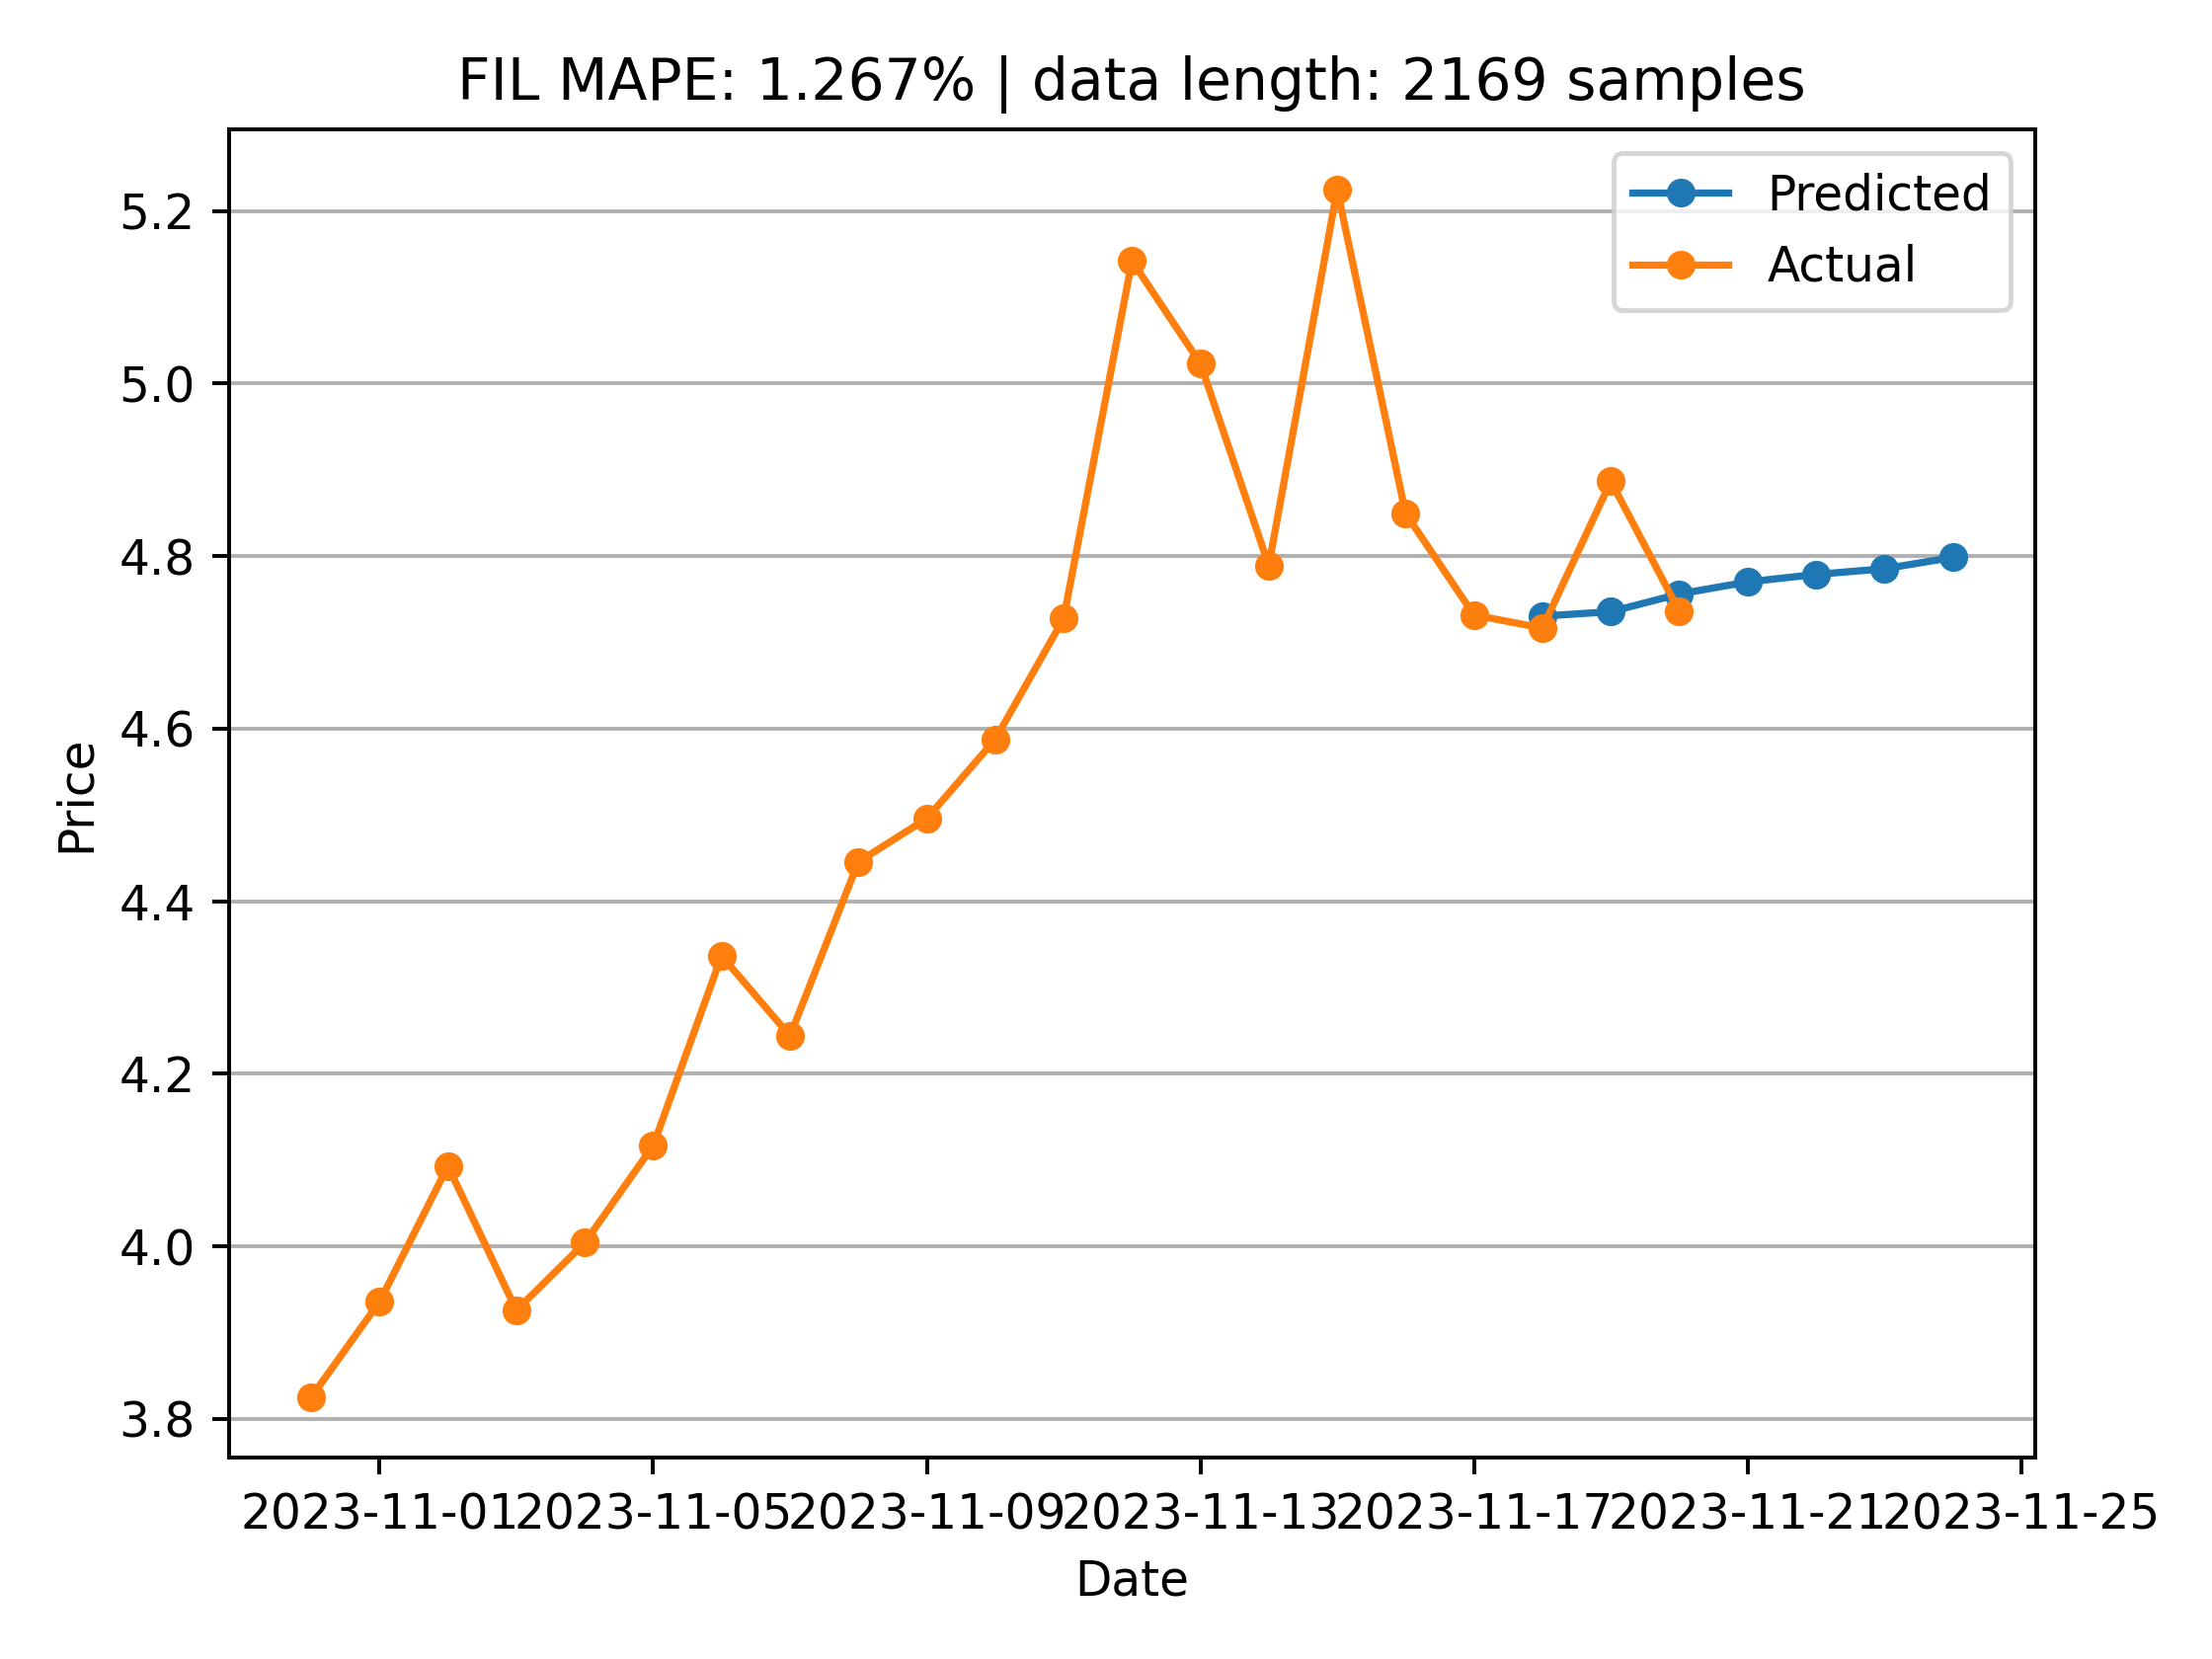 FIL MAPE: 1.267% | data length: 2169 samples
Predicted
Actual
5.2
5.0
4.8
4.6
4.4
4.2
4.0
3.8
Price
2023-11-01 2023-11-05 2023-11-09 2023-11-13 2023-11-17 2023-11-21 2023-11-25
Date